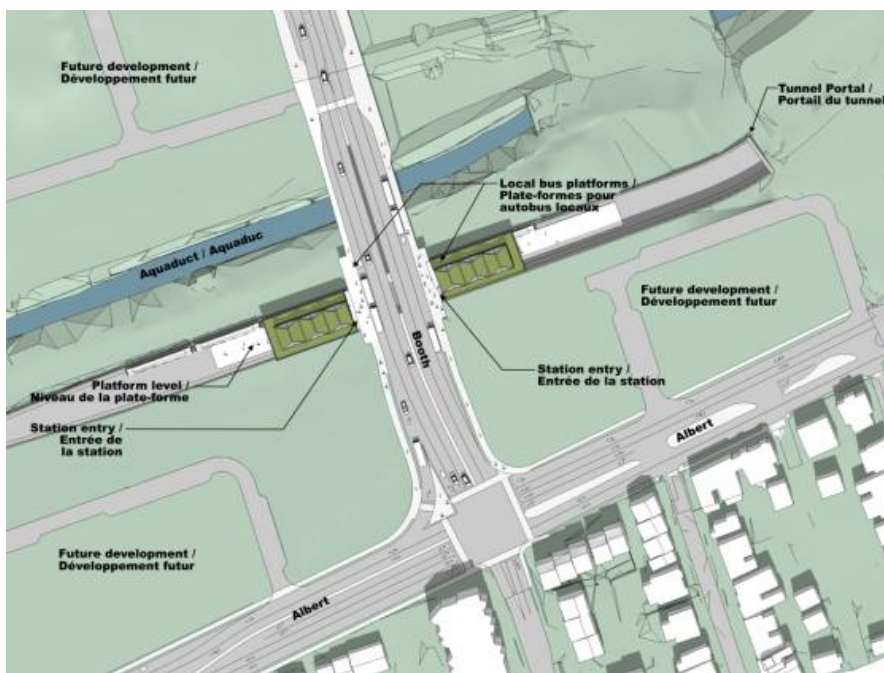 Future development /
Développement futur
Tunnel Portal /
Portail du tunnel
Local bus platforms /
Plate-formes pour
autobus locaux
Aquaduct / Aquaduc
Future development /
Développement futur
Booth
Station entry /
Entrée de la station
Platform level /
Niveau de la plate-forme
Station entry /
Entrée de
la station
Albert
Future development /
Développement futur
Albert